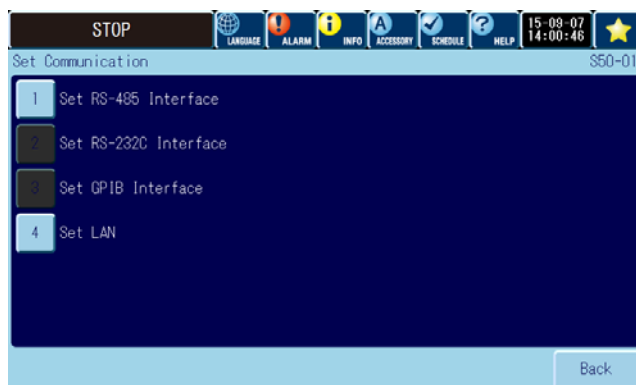 STOP
LANGUAGE ALARM INFO ACCESSORY SCHEDULE HELP
15-09-07
14:00:46
Set Communication S50-01
1 Set RS-485 Interface
2 Set RS-232C Interface
3 Set GPIB Interface
4 Set LAN
Back